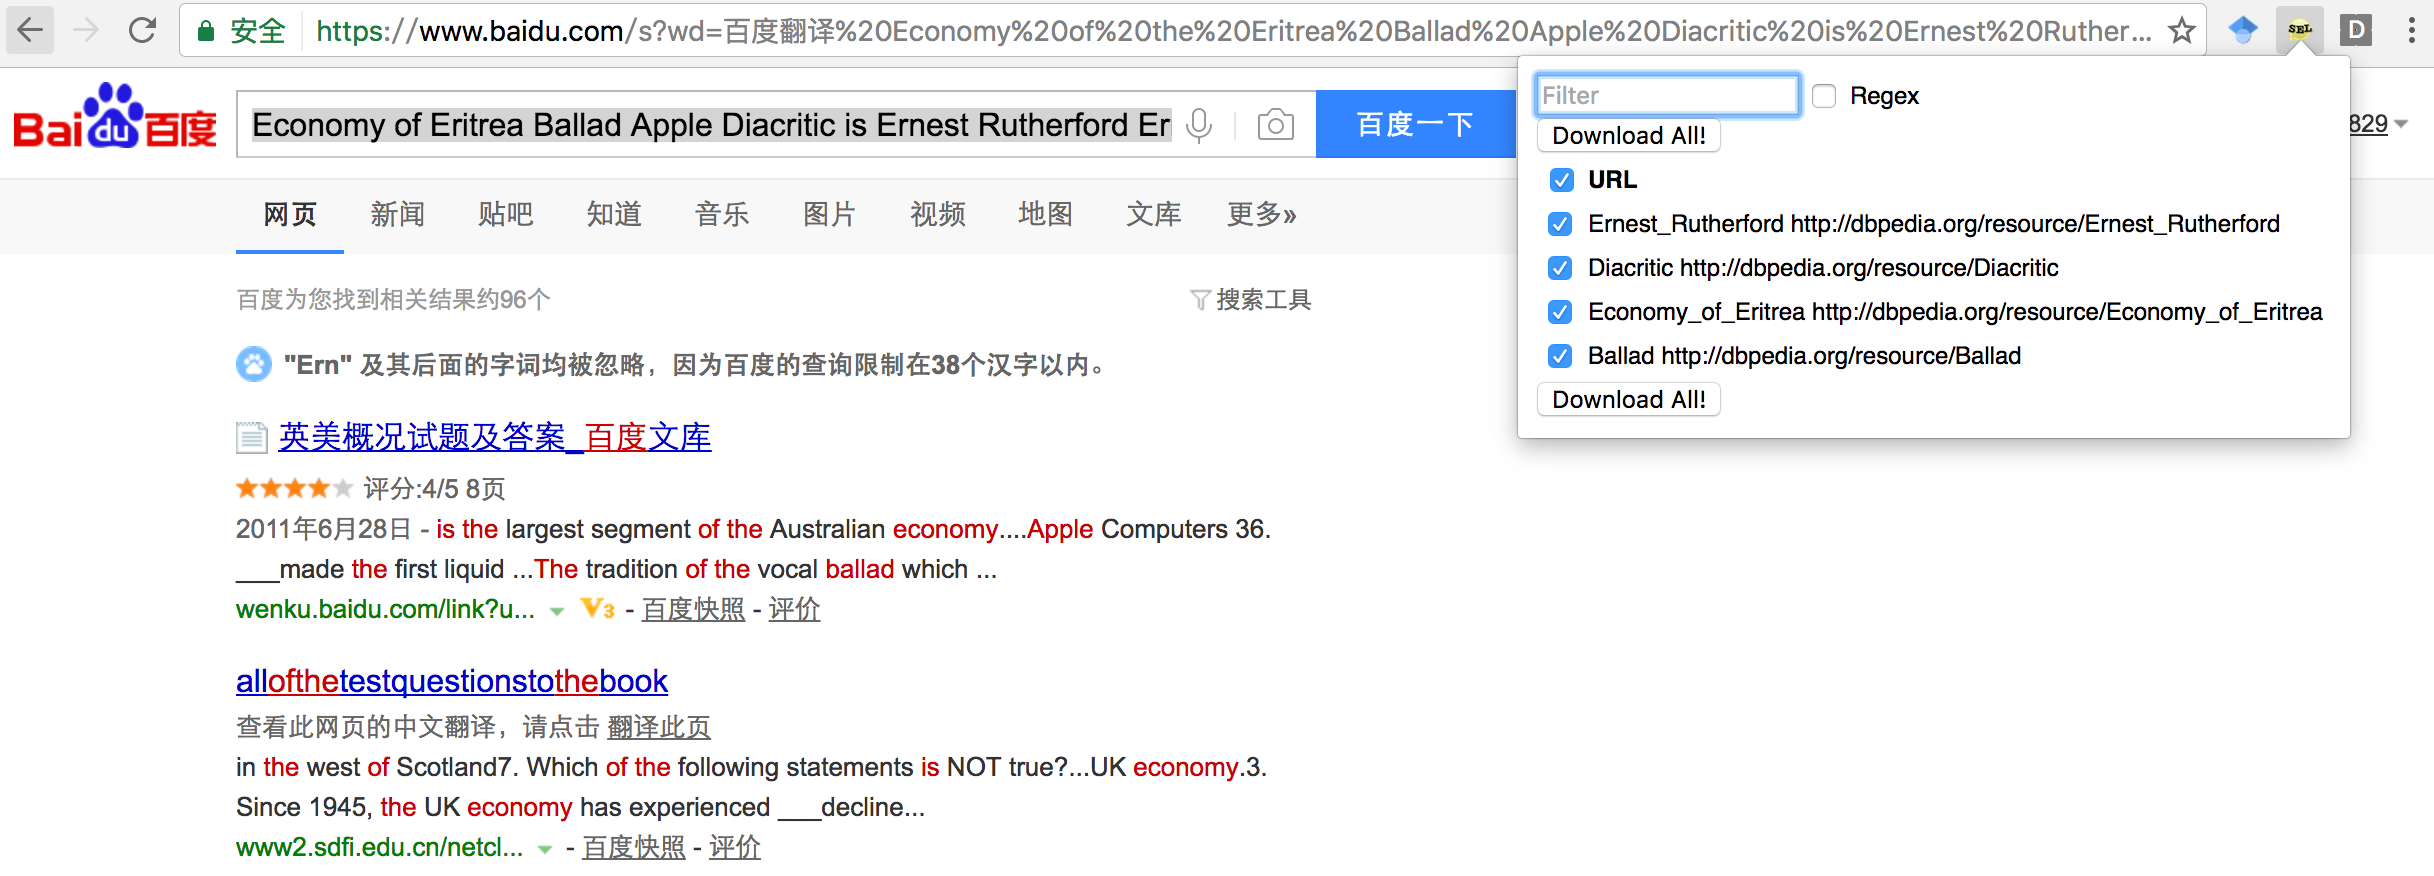 安全 https://www.baidu.com/s?wd=百度翻译%20Economy%20of%20the%20Eritrea%20Ballad%20Apple%20Diacritic%20is%20Ernest%20Ruther...
SEL
D
Bai du 百度
Economy of Eritrea Ballad Apple Diacritic is Ernest Rutherford Er
百度一下
829
网页 新闻 贴吧 知道 音乐 图片 视频 地图 文库 更多»
百度为您找到相关结果约96个
搜索工具
"Ern" 及其后面的字词均被忽略，因为百度的查询限制在38个汉字以内。
英美概况试题及答案_百度文库
评分:4/5 8页
2011年6月28日 - is the largest segment of the Australian economy....Apple Computers 36.
___made the first liquid ...The tradition of the vocal ballad which ...
wenku.baidu.com/link?u... V3 - 百度快照 - 评价
allofthetestquestionstothebook
查看此网页的中文翻译，请点击 翻译此页
in the west of Scotland7. Which of the following statements is NOT true?...UK economy.3.
Since 1945, the UK economy has experienced ___decline...
www2.sdfi.edu.cn/netcl... - 百度快照 - 评价
Filter
Regex
Download All!
URL
Ernest_Rutherford http://dbpedia.org/resource/Ernest_Rutherford
Diacritic http://dbpedia.org/resource/Diacritic
Economy_of_Eritrea http://dbpedia.org/resource/Economy_of_Eritrea
Ballad http://dbpedia.org/resource/Ballad
Download All!